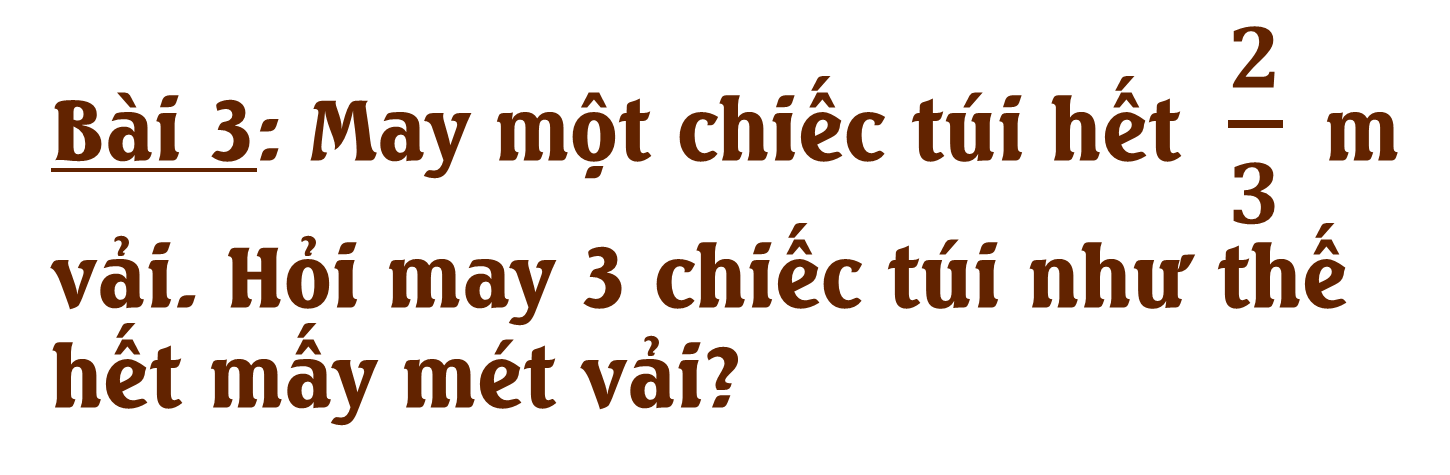 Bài 3: May một chiếc túi hết 2/3 m
vải. Hỏi may 3 chiếc túi như thế
hết mấy mét vải?